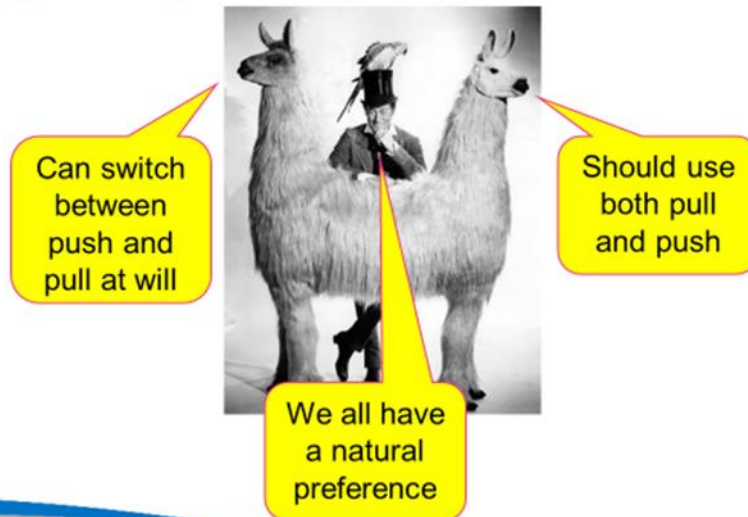 Can switch
between
push and
pull at will
Should use
both pull
and push
We all have
a natural
preference